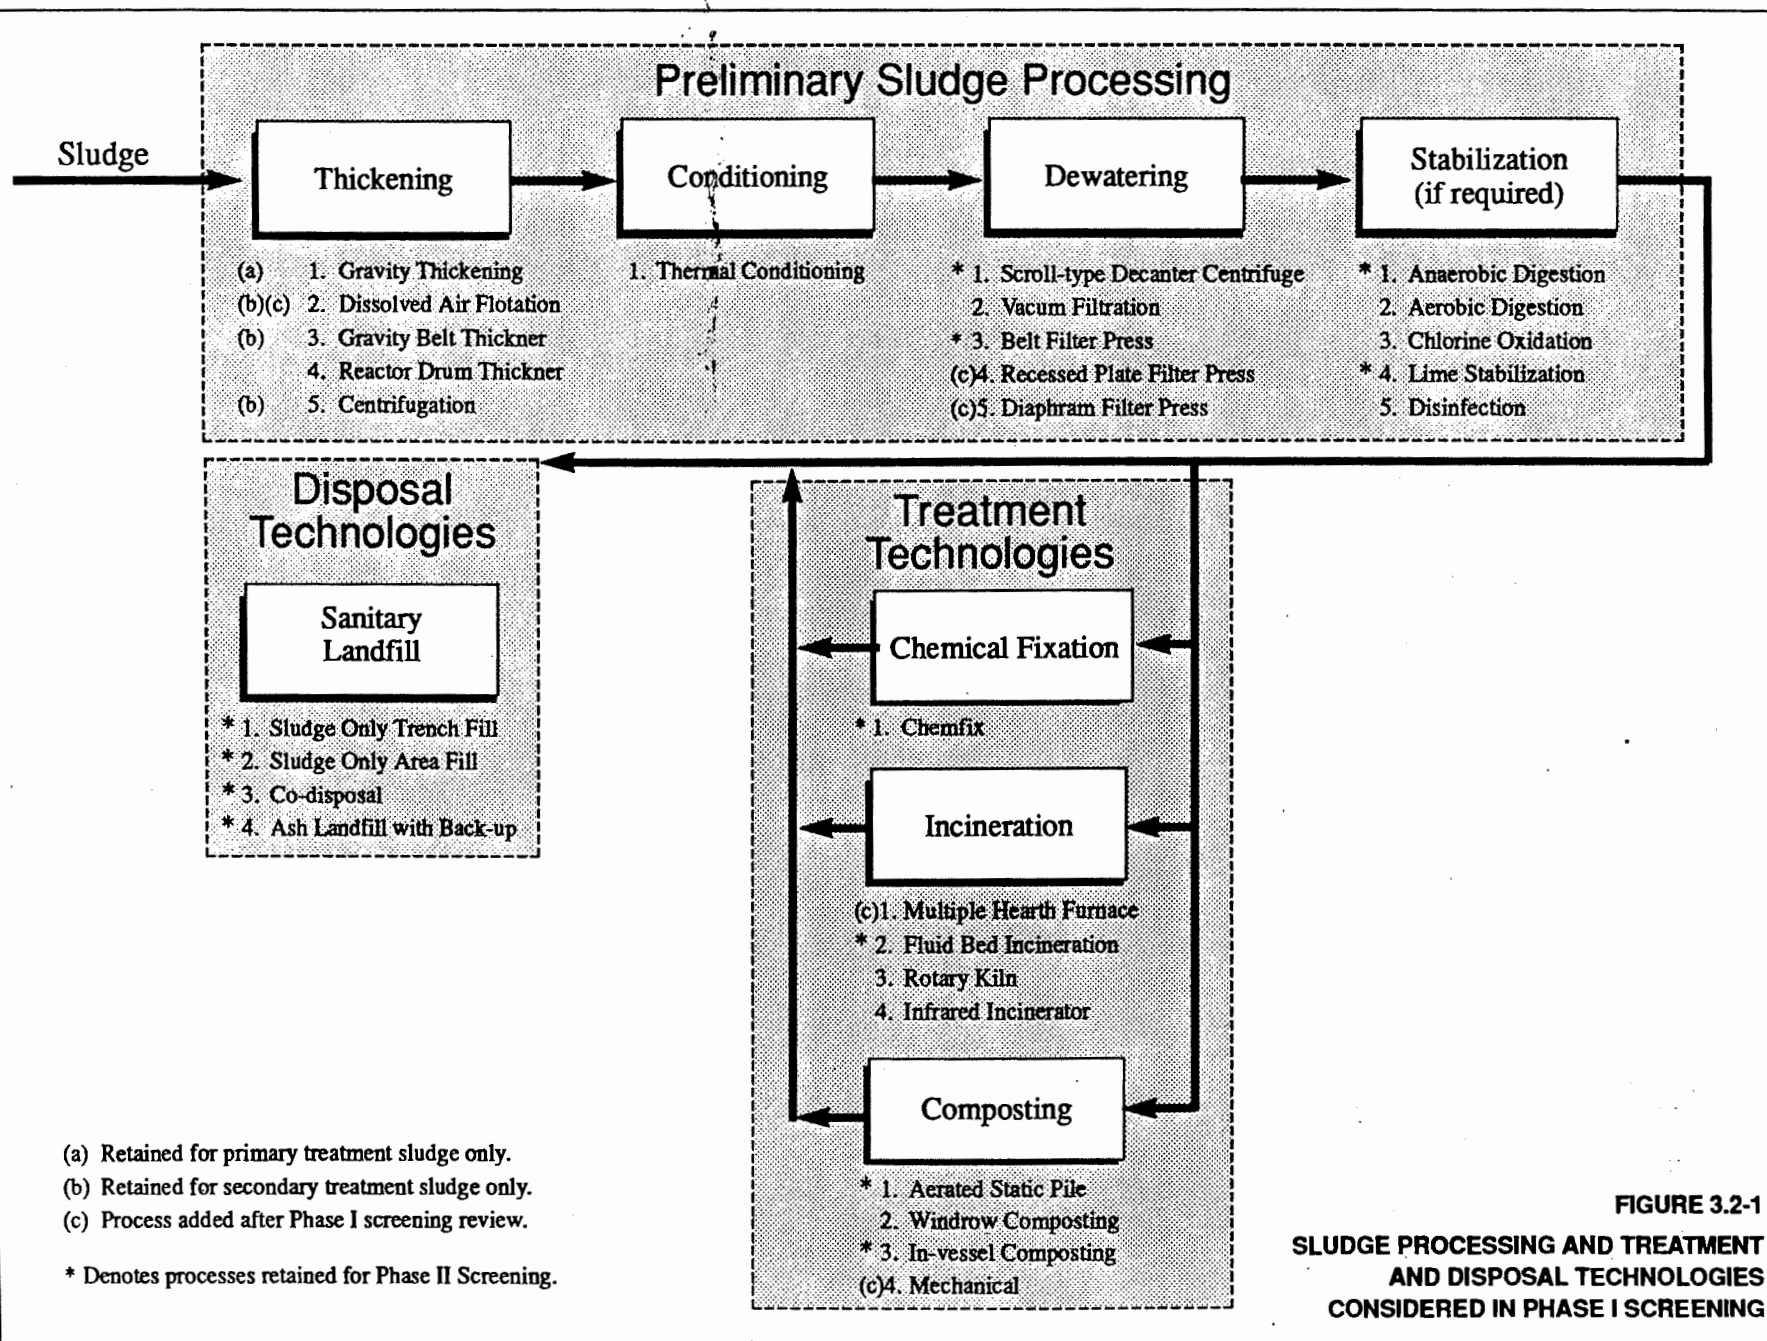 Preliminary Sludge Processing
Sludge
Thickening
(a) 1. Gravity Thickening
(b)(c) 2. Dissolved Air Flotation
(b) 3. Gravity Belt Thickner
4. Reactor Drum Thickner
(b) 5. Centrifugation
Conditioning
1. Thermal Conditioning
Dewatering
* 1. Scroll-type Decanter Centrifuge
2. Vacum Filtration
* 3. Belt Filter Press
(c)4. Recessed Plate Filter Press
(c)5. Diaphram Filter Press
Stabilization
(if required)
* 1. Anaerobic Digestion
2. Aerobic Digestion
3. Chlorine Oxidation
* 4. Lime Stabilization
5. Disinfection
Disposal
Technologies
Sanitary
Landfill
* 1. Sludge Only Trench Fill
* 2. Sludge Only Area Fill
* 3. Co-disposal
* 4. Ash Landfill with Back-up
Treatment
Technologies
Chemical Fixation
* 1. Chemfix
Incineration
(c)1. Multiple Hearth Furnace
* 2. Fluid Bed Incineration
3. Rotary Kiln
4. Infrared Incinerator
Composting
* 1. Aerated Static Pile
2. Windrow Composting
* 3. In-vessel Composting
(c)4. Mechanical
(a) Retained for primary treatment sludge only.
(b) Retained for secondary treatment sludge only.
(c) Process added after Phase I screening review.
* Denotes processes retained for Phase II Screening.
FIGURE 3.2-1
SLUDGE PROCESSING AND TREATMENT
AND DISPOSAL TECHNOLOGIES
CONSIDERED IN PHASE I SCREENING